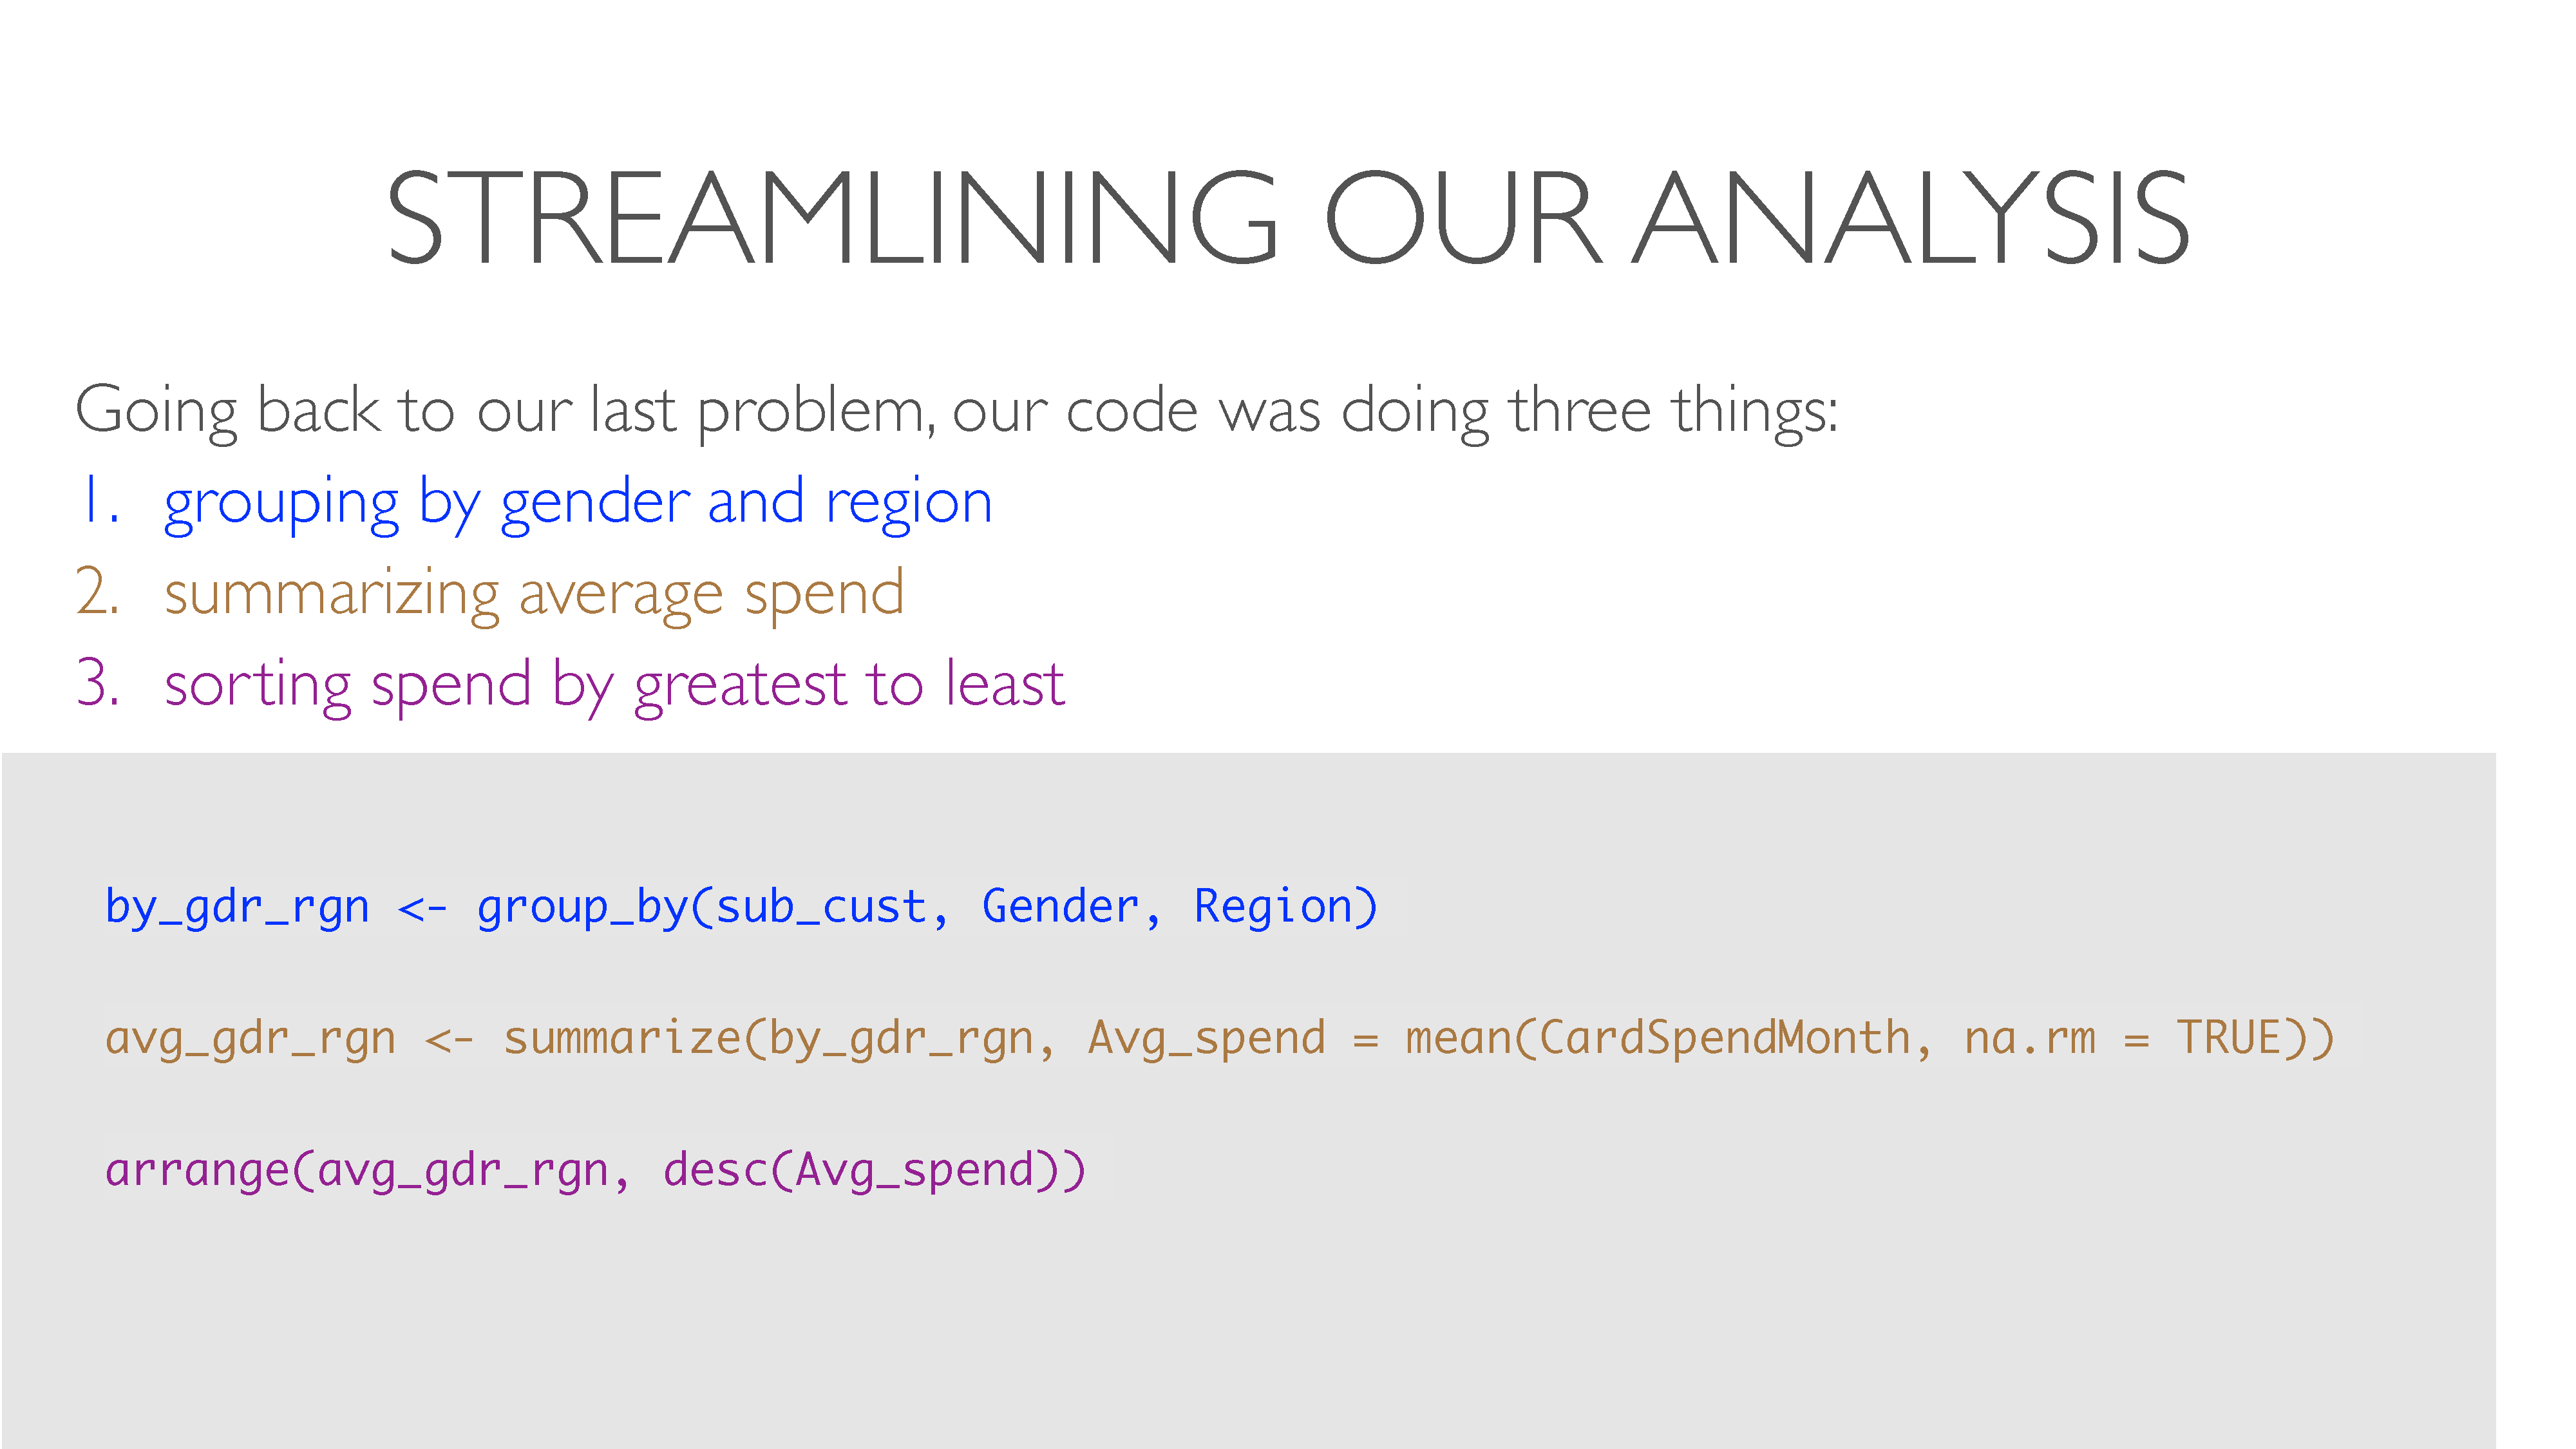 STREAMLINING OUR ANALYSIS
Going back to our last problem, our code was doing three things:
1. grouping by gender and region
2. summarizing average spend
3. sorting spend by greatest to least
by_gdr_rgn <- group_by(sub_cust, Gender, Region)
avg_gdr_rgn <- summarize(by_gdr_rgn, Avg_spend = mean(CardSpendMonth, na.rm = TRUE))
arrange(avg_gdr_rgn, desc(Avg_spend))